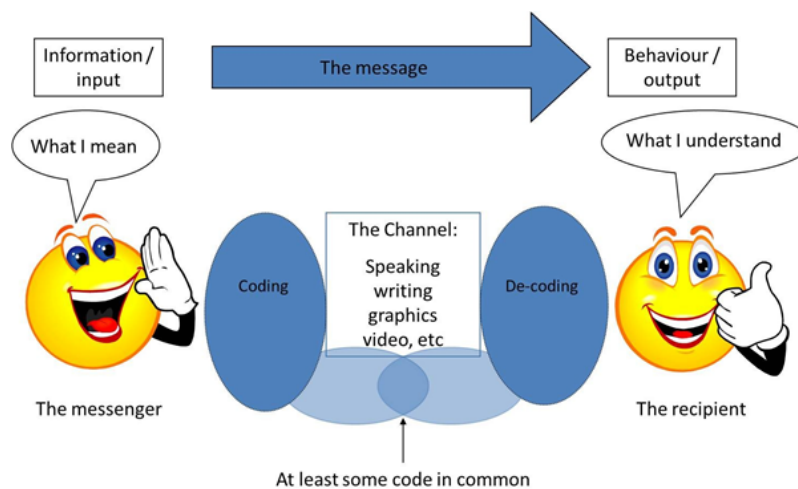 Information /
input
The message
Behaviour /
output
What I mean
What I understand
The Channel:
Speaking
writing
graphics
video, etc
Coding
De-coding
The messenger
The recipient
At least some code in common